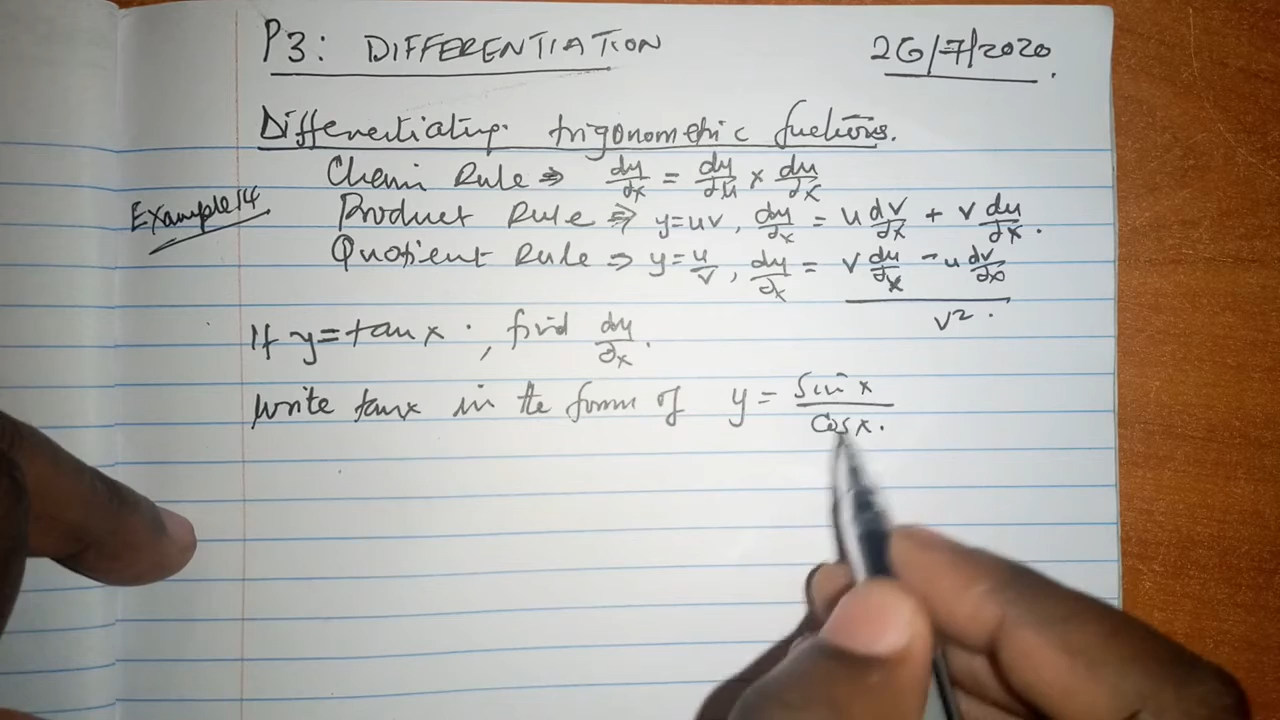 P3: DIFFERENTIATION 26/7/2020.
Differentiating trigonometric fuctions.
Chain Rule ⇒ dy/dx = dy/du × du/dx
Example 14
Product Rule ⇒ y=uv, dy/dx = u dv/dx + v du/dx.
Quotient Rule ⇒ y=u/v, dy/dx = (v du/dx - u dv/dx)/v².
If y=tan x, find dy/dx.
Write tanx in the form of y = Sin x/Cos x.